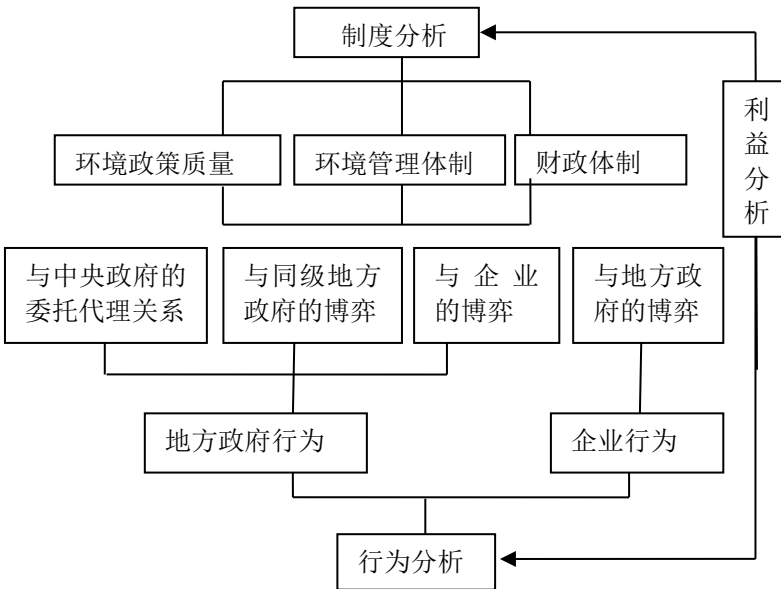 制度分析
环境政策质量
环境管理体制
财政体制
利
益
分
析
与中央政府的
委托代理关系
与同级地方
政府的博弈
与企业
的博弈
与地方政
府的博弈
地方政府行为
企业行为
行为分析